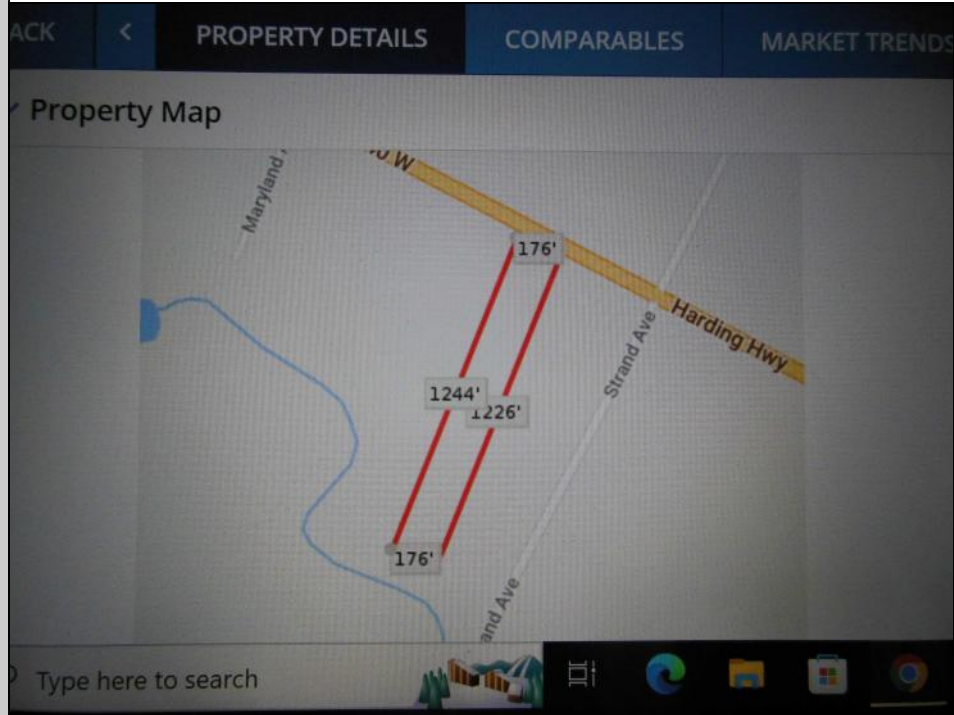 ACK < PROPERTY DETAILS COMPARABLES MARKET TRENDS
Property Map
Maryland
W
176'
Harding Hwy
Strand Ave
1244'
1226'
176'
and Ave
Type here to search